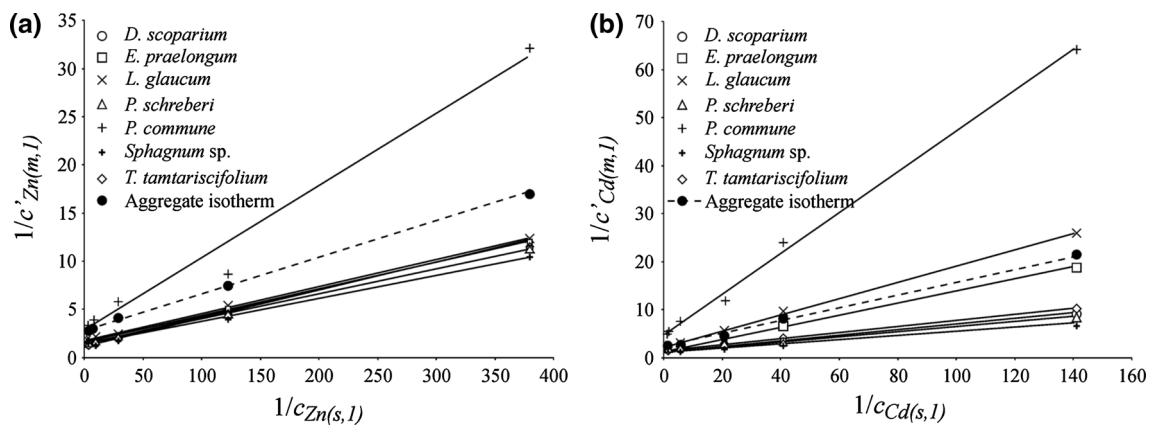 (a)
35
30
25
20
15
10
5
0
1/c'Zn(m,1)
D. scoparium
E. praelongum
L. glaucum
P. schreberi
P. commune
Sphagnum sp.
T. tamtariscifolium
Aggregate isotherm
0 50 100 150 200 250 300 350 400
1/cZn(s,1)
(b)
70
60
50
40
30
20
10
0
1/c'Cd(m,1)
D. scoparium
E. praelongum
L. glaucum
P. schreberi
P. commune
Sphagnum sp.
T. tamtariscifolium
Aggregate isotherm
0 20 40 60 80 100 120 140 160
1/cCd(s,1)